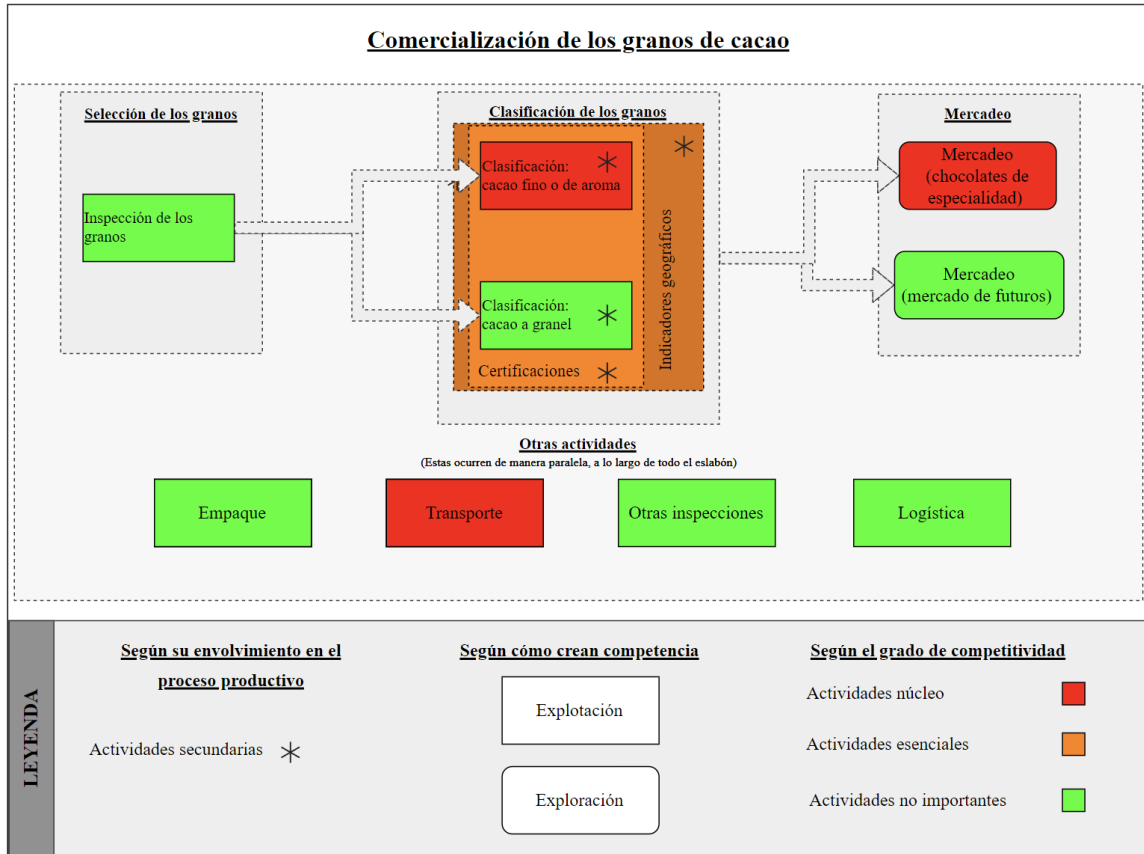 Comercialización de los granos de cacao
Selección de los granos
Inspección de los
granos
Clasificación de los granos
Clasificación:
cacao fino o de aroma
Clasificación:
cacao a granel
Certificaciones
Indicadores geográficos
Mercadeo
Mercadeo
(chocolates de
especialidad)
Mercadeo
(mercado de futuros)
Otras actividades
(Estas ocurren de manera paralela, a lo largo de todo el eslabón)
Empaque
Transporte
Otras inspecciones
Logística
LEYENDA
Según su envolvimiento en el
proceso productivo
Actividades secundarias
Según cómo crean competencia
Explotación
Exploración
Según el grado de competitividad
Actividades núcleo
Actividades esenciales
Actividades no importantes